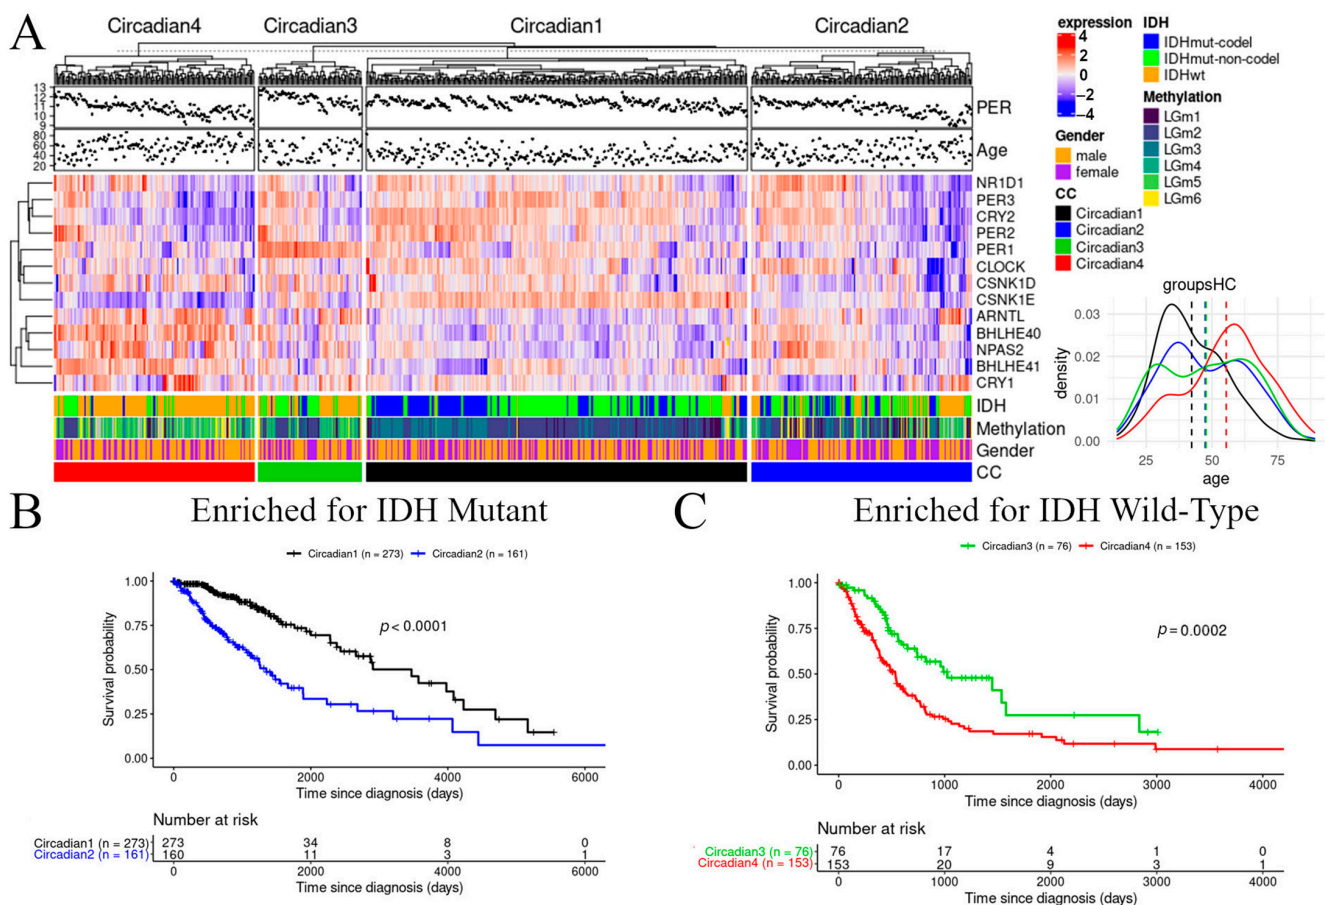 A
Circadian4 Circadian3 Circadian1 Circadian2
13
12
11
10
9
PER
80
60
40
20
Age
NR1D1
PER3
CRY2
PER2
PER1
CLOCK
CSNK1D
CSNK1E
ARNTL
BHLHE40
NPAS2
BHLHE41
CRY1
IDH
Methylation
Gender
CC
expression
4
2
0
−2
−4
Gender
male
female
CC
Circadian1
Circadian2
Circadian3
Circadian4
IDH
IDHmut-codel
IDHmut-non-codel
IDHwt
Methylation
LGm1
LGm2
LGm3
LGm4
LGm5
LGm6
groupsHC
density
0.03
0.02
0.01
0.00
25 50 75
age
B
Enriched for IDH Mutant
Circadian1 (n = 273) Circadian2 (n = 161)
Survival probability
1.00
0.75
0.50
0.25
0.00
p < 0.0001
0 2000 4000 6000
Time since diagnosis (days)
Number at risk
Circadian1 (n = 273) 273 34 8 0
Circadian2 (n = 161) 160 11 3 1
0 2000 4000 6000
Time since diagnosis (days)
C
Enriched for IDH Wild-Type
Circadian3 (n = 76) Circadian4 (n = 153)
Survival probability
1.00
0.75
0.50
0.25
0.00
p = 0.0002
0 1000 2000 3000 4000
Time since diagnosis (days)
Number at risk
Circadian3 (n = 76) 76 17 4 1 0
Circadian4 (n = 153) 153 20 9 3 1
0 1000 2000 3000 4000
Time since diagnosis (days)